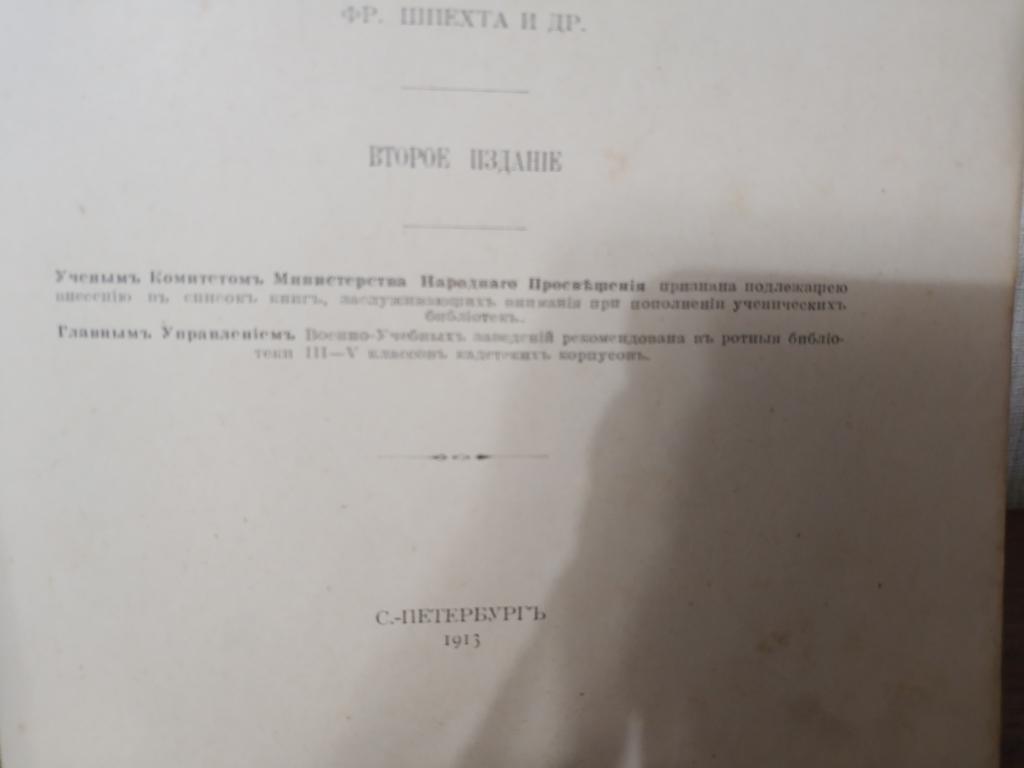 ФР. ШПЕХТА И ДР.
ВТОРОЕ ИЗДАНІЕ
Ученымъ Комитетомъ Министерства Народнаго Просвѣщенія признана подлежащею
внесенію въ списокъ книгъ, заслуживающихъ вниманія при пополненіи ученическихъ
библіотекъ.
Главнымъ Управленіемъ Военно-Учебныхъ заведеній рекомендована въ ротныя библіо-
теки III—V классовъ кадетскихъ корпусовъ.
С.-ПЕТЕРБУРГЪ
1913